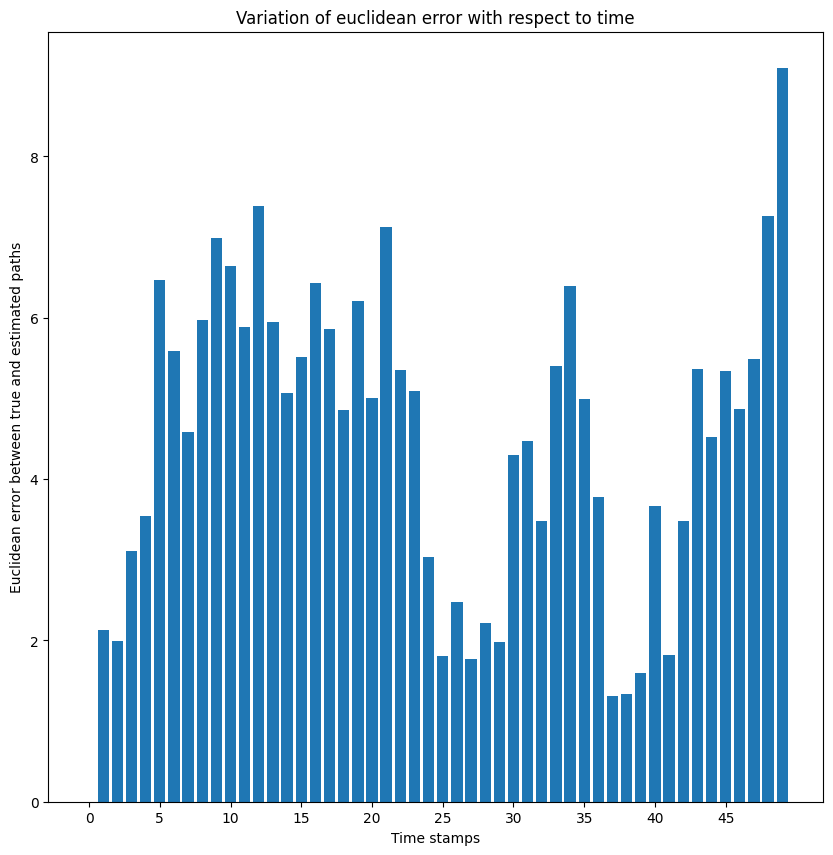 Variation of euclidean error with respect to time
Euclidean error between true and estimated paths
8
6
4
2
0
0 5 10 15 20 25 30 35 40 45
Time stamps